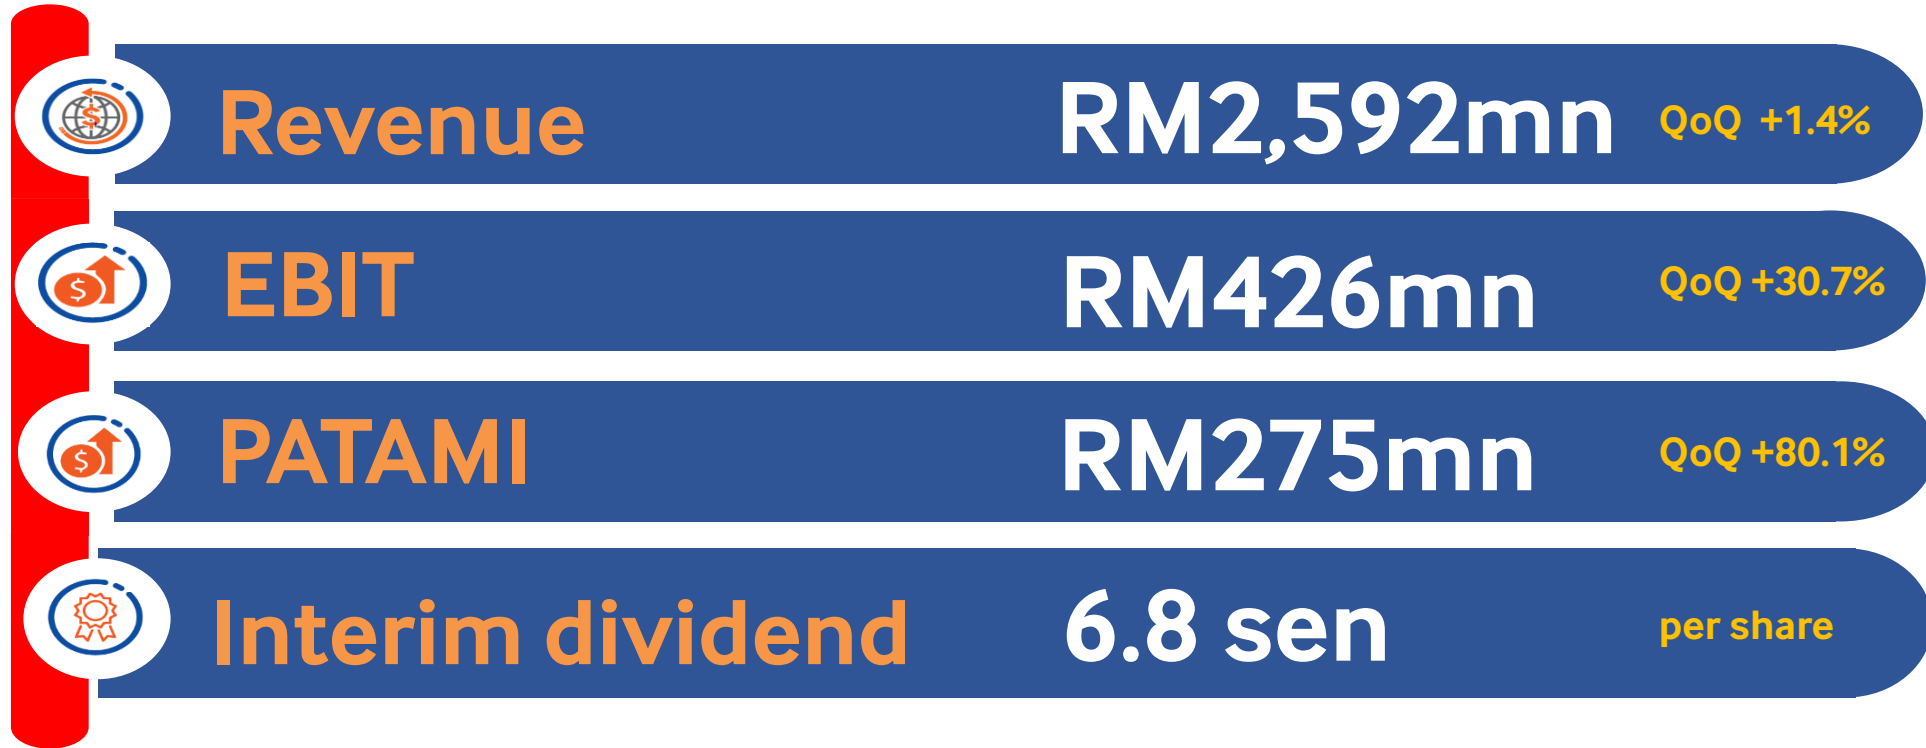 Revenue RM2,592mn QoQ +1.4%
EBIT RM426mn QoQ +30.7%
PATAMI RM275mn QoQ +80.1%
Interim dividend 6.8 sen per share